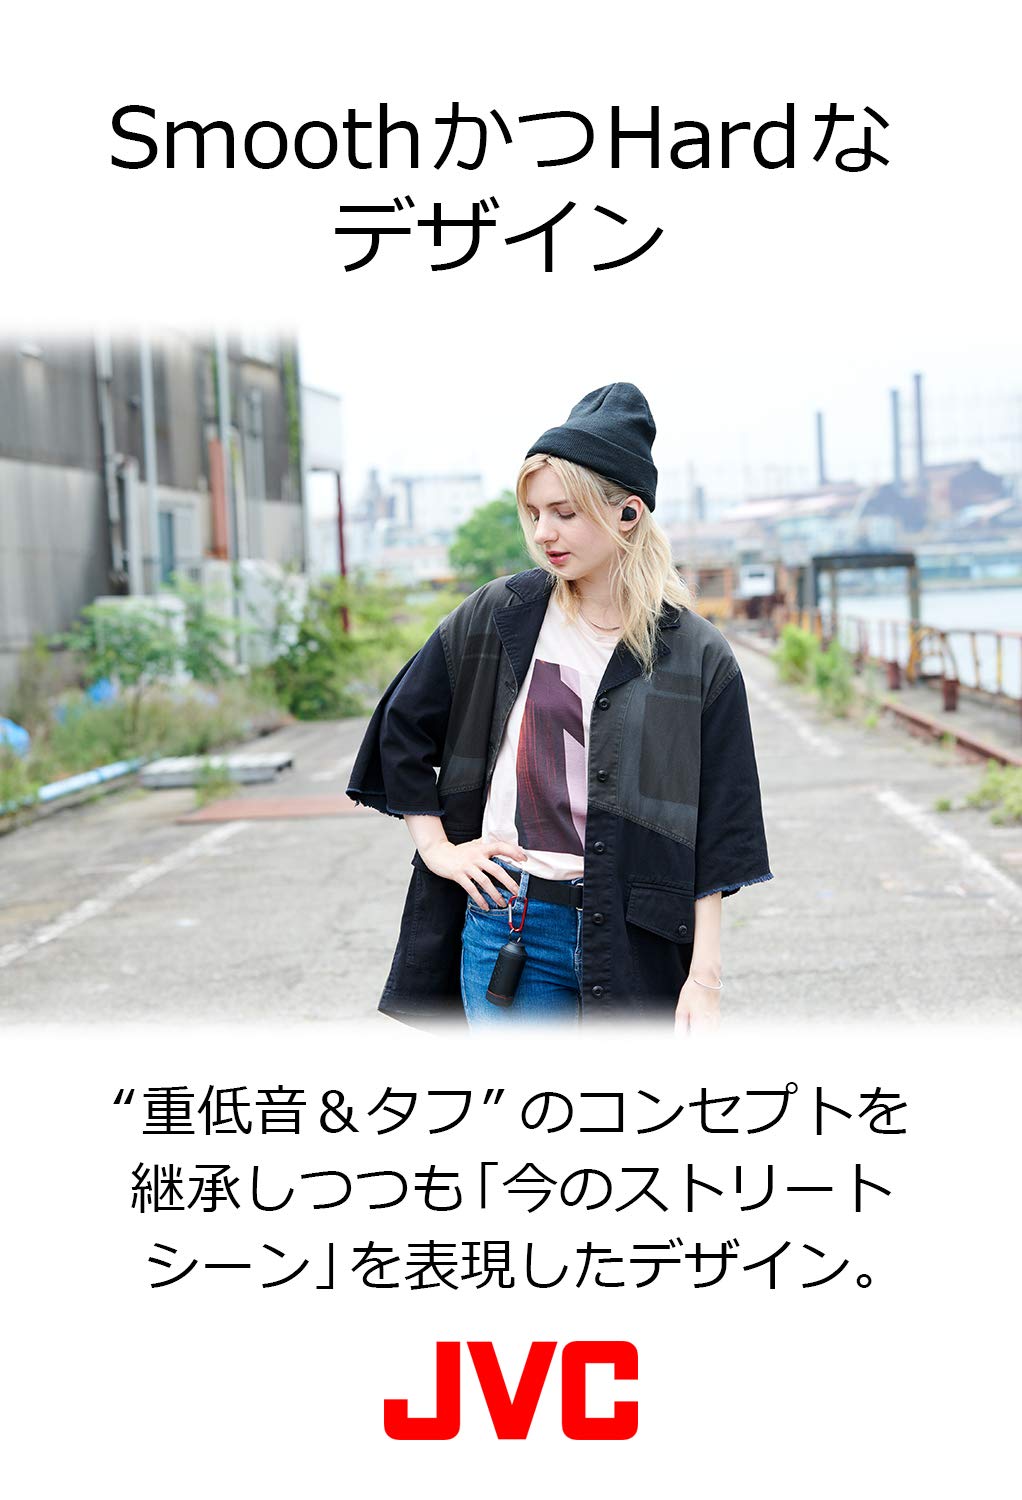 SmoothかつHardな
デザイン
“重低音&タフ”のコンセプトを
継承しつつも「今のストリート
シーン」を表現したデザイン。
JVC